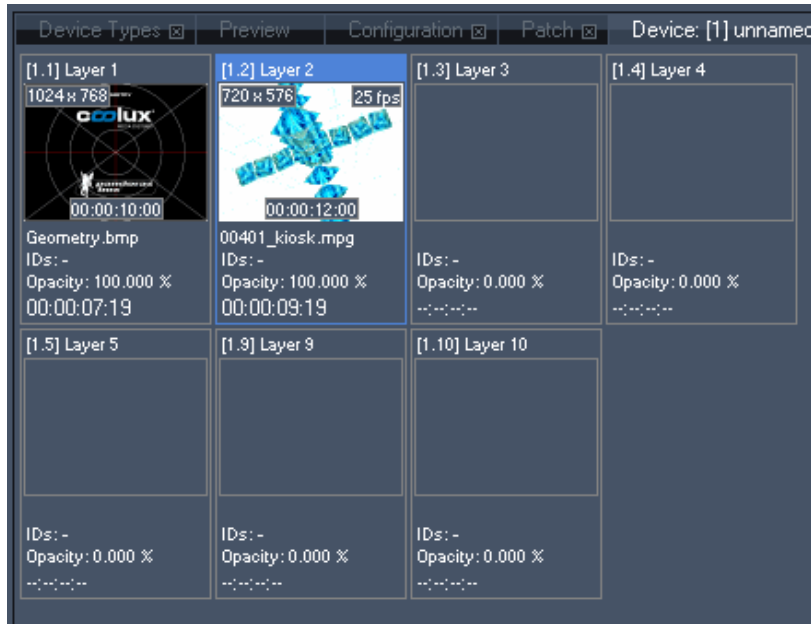 Device Types Preview Configuration Patch Device: [1] unnamed
[1.1] Layer 1
1024 x 768
coolux
00:00:10:00
Geometry.bmp
IDs: -
Opacity: 100.000 %
00:00:07:19
[1.2] Layer 2
720 x 576 25 fps
00:00:12:00
00401_kiosk.mpg
IDs: -
Opacity: 100.000 %
00:00:09:19
[1.3] Layer 3
IDs: -
Opacity: 0.000 %
--:--:--:--
[1.4] Layer 4
IDs: -
Opacity: 0.000 %
--:--:--:--
[1.5] Layer 5
IDs: -
Opacity: 0.000 %
--:--:--:--
[1.9] Layer 9
IDs: -
Opacity: 0.000 %
--:--:--:--
[1.10] Layer 10
IDs: -
Opacity: 0.000 %
--:--:--:--